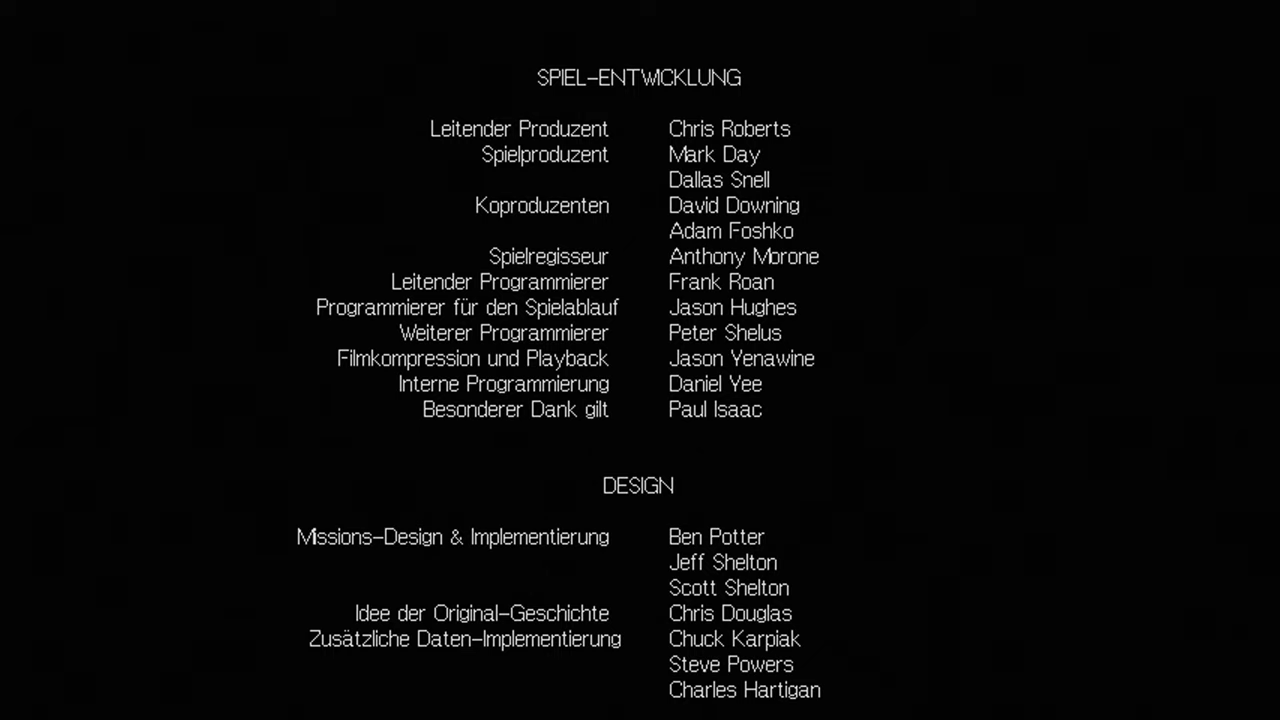 SPIEL-ENTWICKLUNG
Leitender Produzent Chris Roberts
Spielproduzent Mark Day
Dallas Snell
Koproduzenten David Downing
Adam Foshko
Spielregisseur Anthony Morone
Leitender Programmierer Frank Roan
Programmierer für den Spielablauf Jason Hughes
Weiterer Programmierer Peter Shelus
Filmkompression und Playback Jason Yenawine
Interne Programmierung Daniel Yee
Besonderer Dank gilt Paul Isaac
DESIGN
Missions-Design & Implementierung Ben Potter
Jeff Shelton
Scott Shelton
Idee der Original-Geschichte Chris Douglas
Zusätzliche Daten-Implementierung Chuck Karpiak
Steve Powers
Charles Hartigan